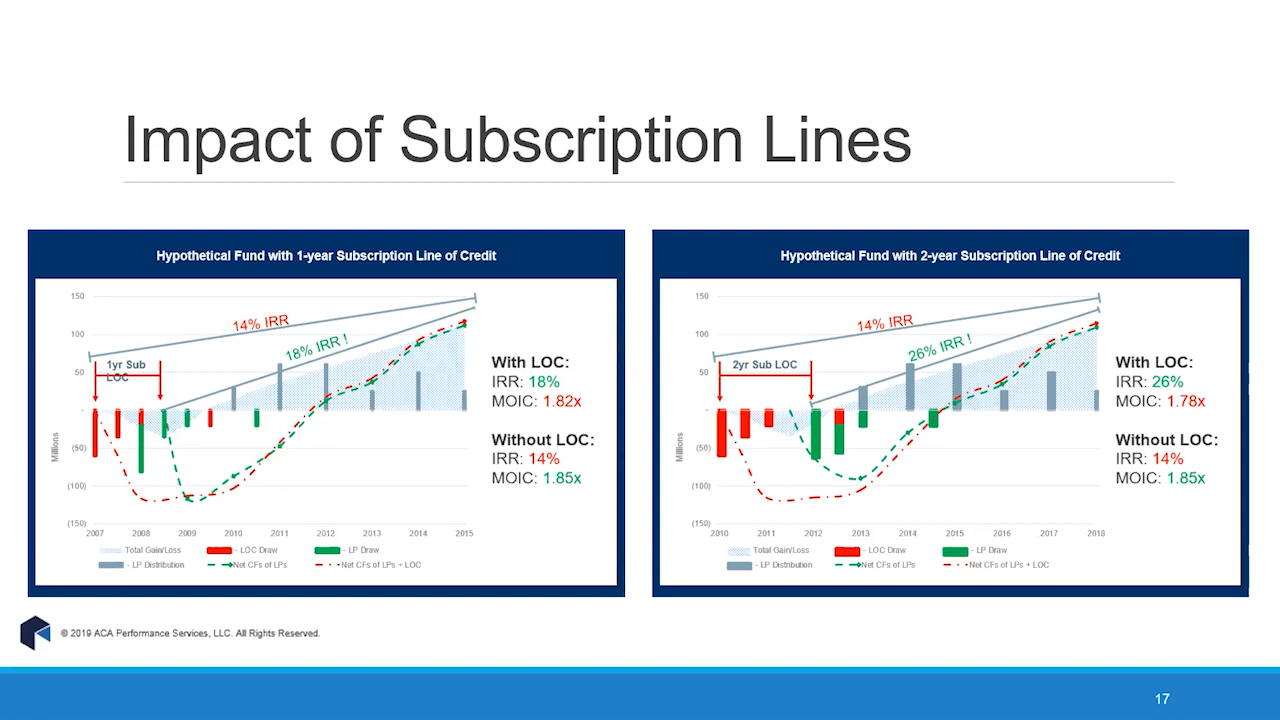 Impact of Subscription Lines
Hypothetical Fund with 1-year Subscription Line of Credit
150
100
50
-
(50)
(100)
(150)
Millions
14% IRR
18% IRR !
1yr Sub
LOC
2007 2008 2009 2010 2011 2012 2013 2014 2015
Total Gain/Loss - LOC Draw - LP Draw
- LP Distribution Net CFs of LPs Net CFs of LPs + LOC
With LOC:
IRR: 18%
MOIC: 1.82x
Without LOC:
IRR: 14%
MOIC: 1.85x
Hypothetical Fund with 2-year Subscription Line of Credit
150
100
50
-
(50)
(100)
(150)
Millions
14% IRR
26% IRR !
2yr Sub LOC
2010 2011 2012 2013 2014 2015 2016 2017 2018
Total Gain/Loss - LOC Draw - LP Draw
- LP Distribution Net CFs of LPs Net CFs of LPs + LOC
With LOC:
IRR: 26%
MOIC: 1.78x
Without LOC:
IRR: 14%
MOIC: 1.85x
© 2019 ACA Performance Services, LLC. All Rights Reserved.
17